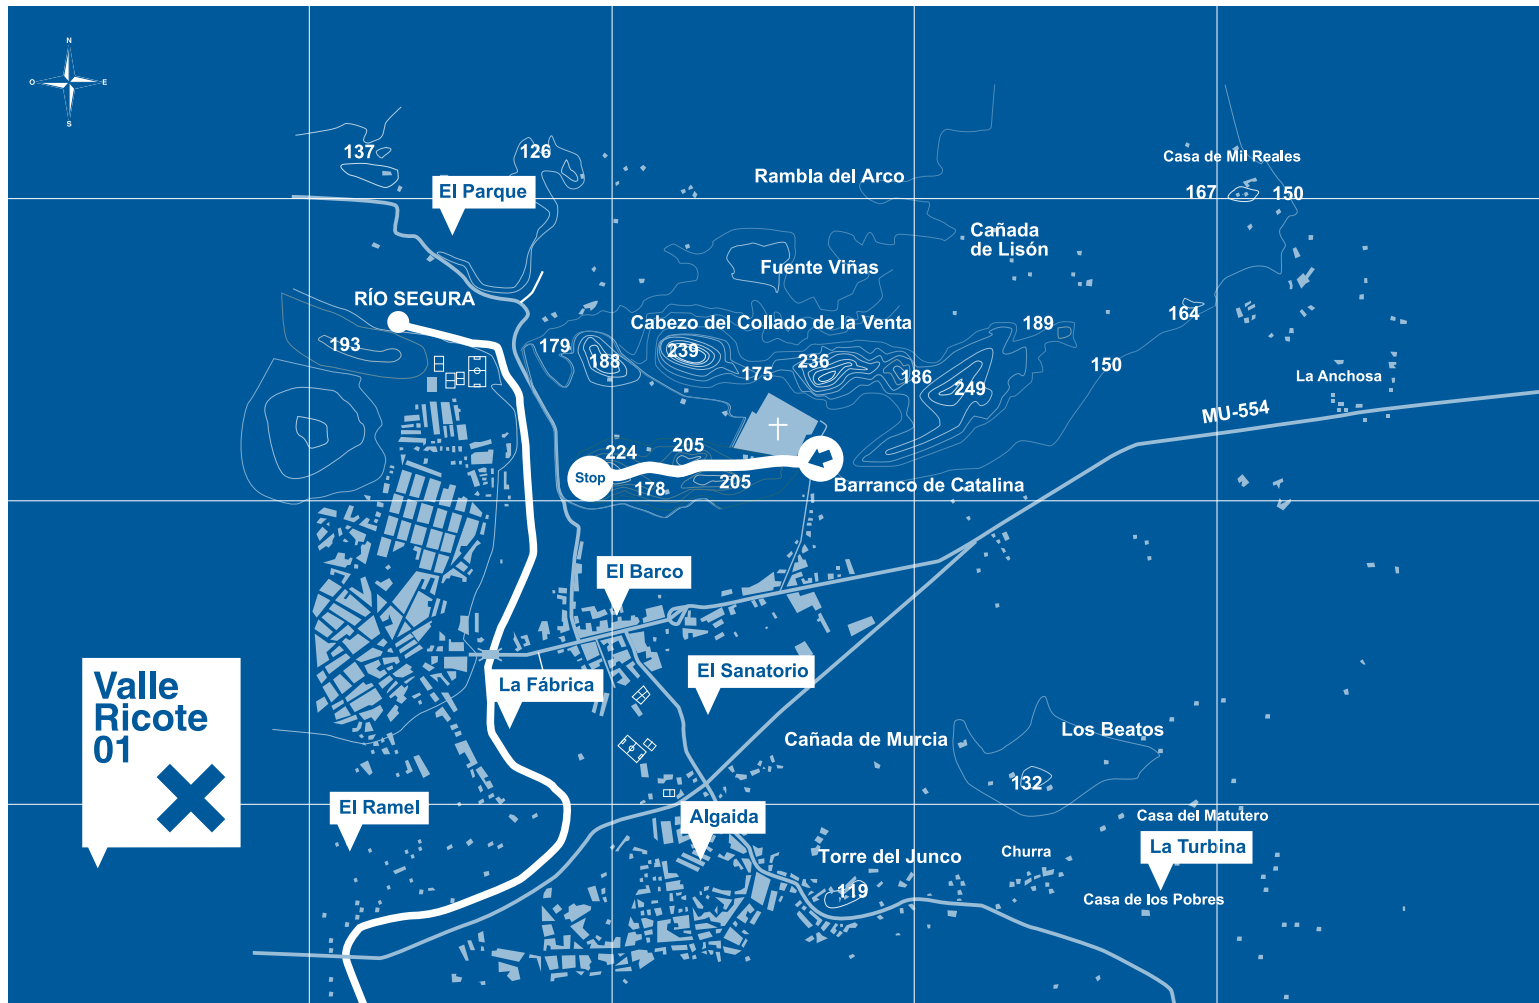 N
O
E
S
137
126
Casa de Mil Reales
Rambla del Arco
El Parque
167
150
Cañada
de Lisón
Fuente Viñas
RÍO SEGURA
164
Cabezo del Collado de la Venta
189
193
179
188
239
175
236
186
249
150
La Anchosa
MU-554
224
205
Stop
178
205
Barranco de Catalina
El Barco
Valle
Ricote
01
La Fábrica
El Sanatorio
Cañada de Murcia
Los Beatos
132
El Ramel
Algaida
Casa del Matutero
La Turbina
Torre del Junco
Churra
119
Casa de los Pobres